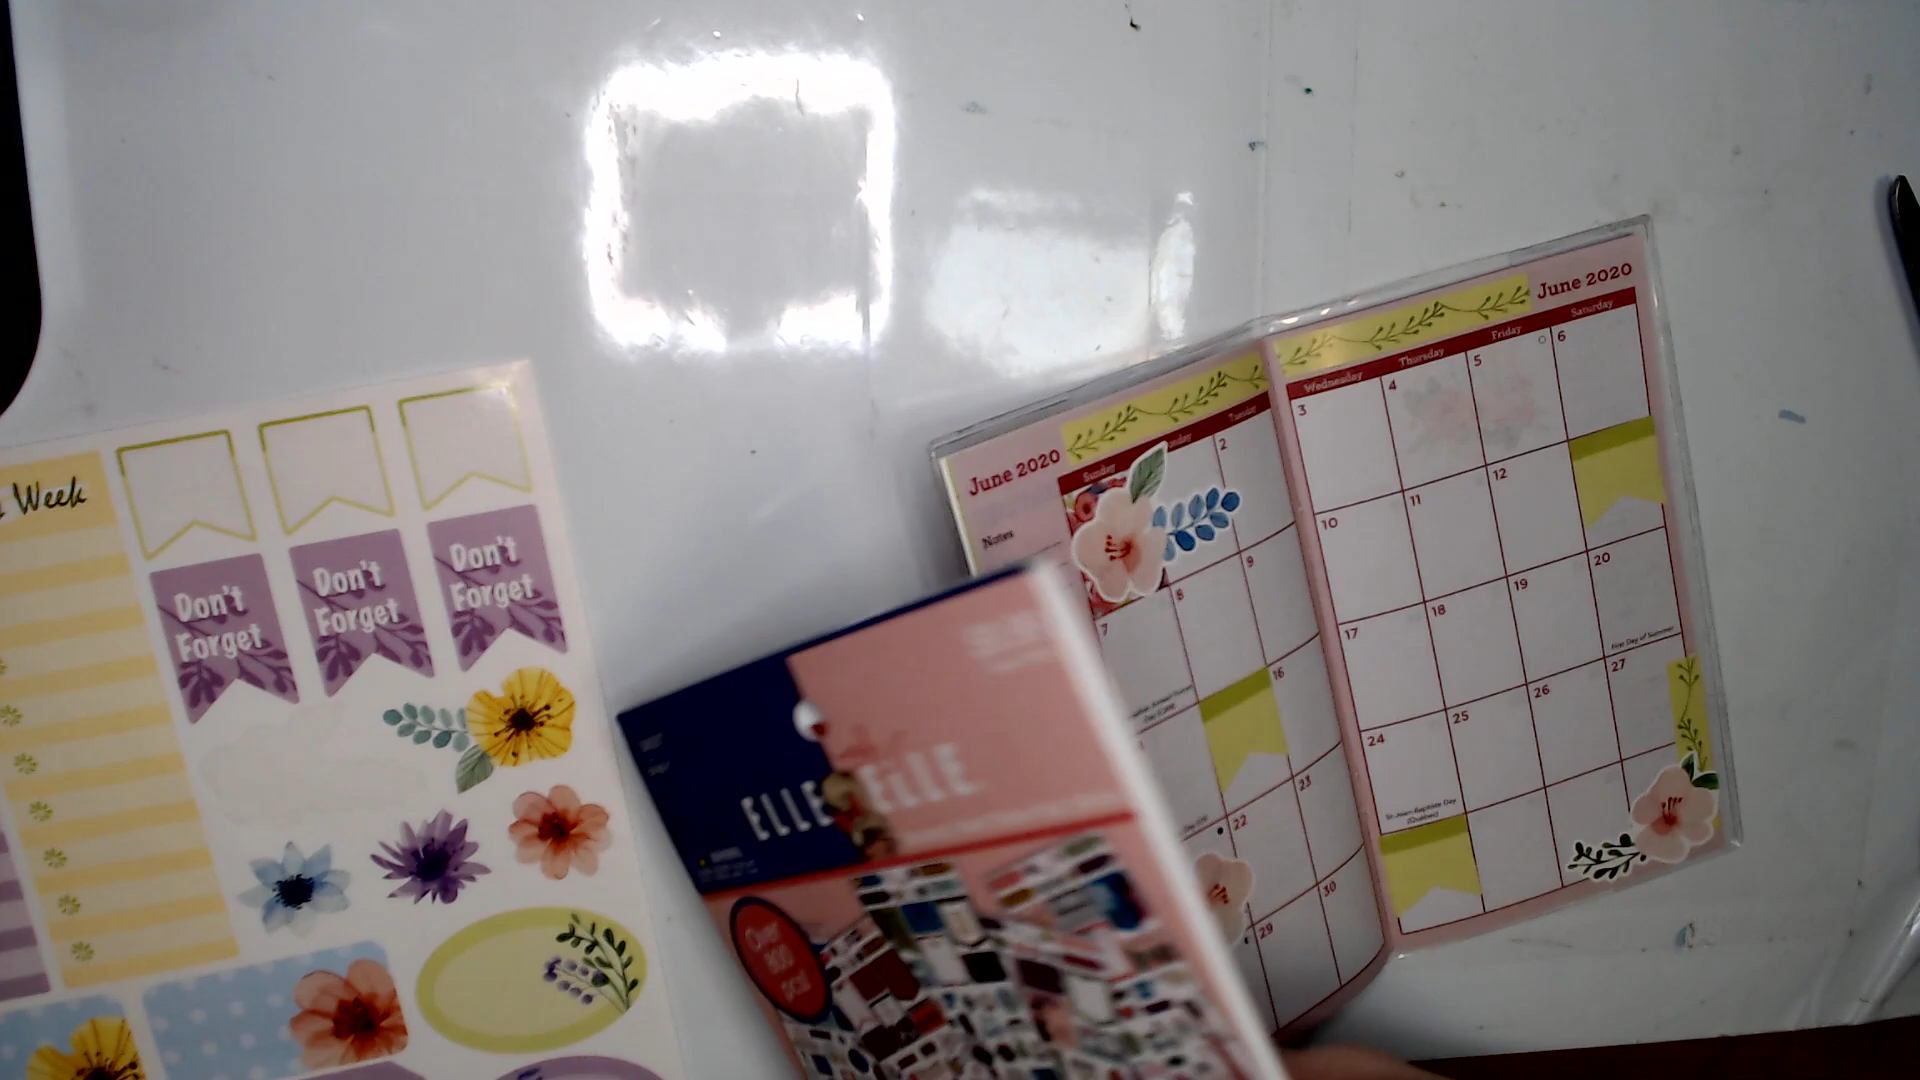 Week
Don't
Forget
Don't
Forget
Don't
Forget
ELLE ELLE
Over
800
pcs!
June 2020
Notes
Sunday
Tuesday
2
7
8
9
16
22
23
29
30
June 2020
Wednesday
Thursday
Friday
Saturday
3
4
5
6
10
11
12
17
18
19
20
First Day of Summer
24
25
26
27
St-Jean-Baptiste Day
(Québec)